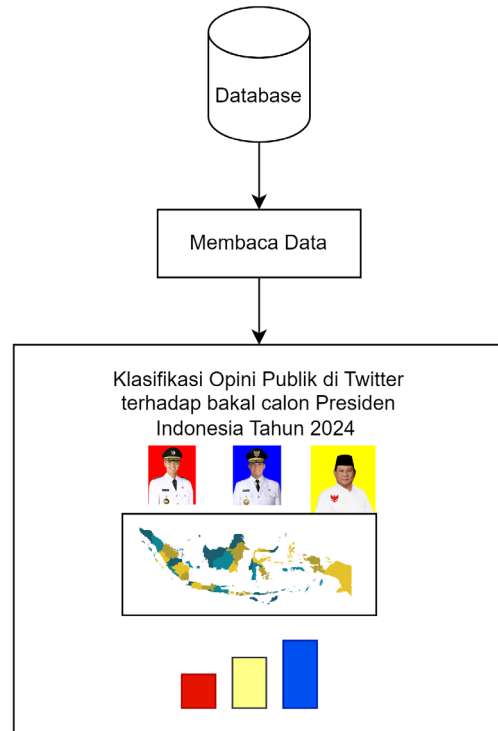 Database
Membaca Data
Klasifikasi Opini Publik di Twitter
terhadap bakal calon Presiden
Indonesia Tahun 2024